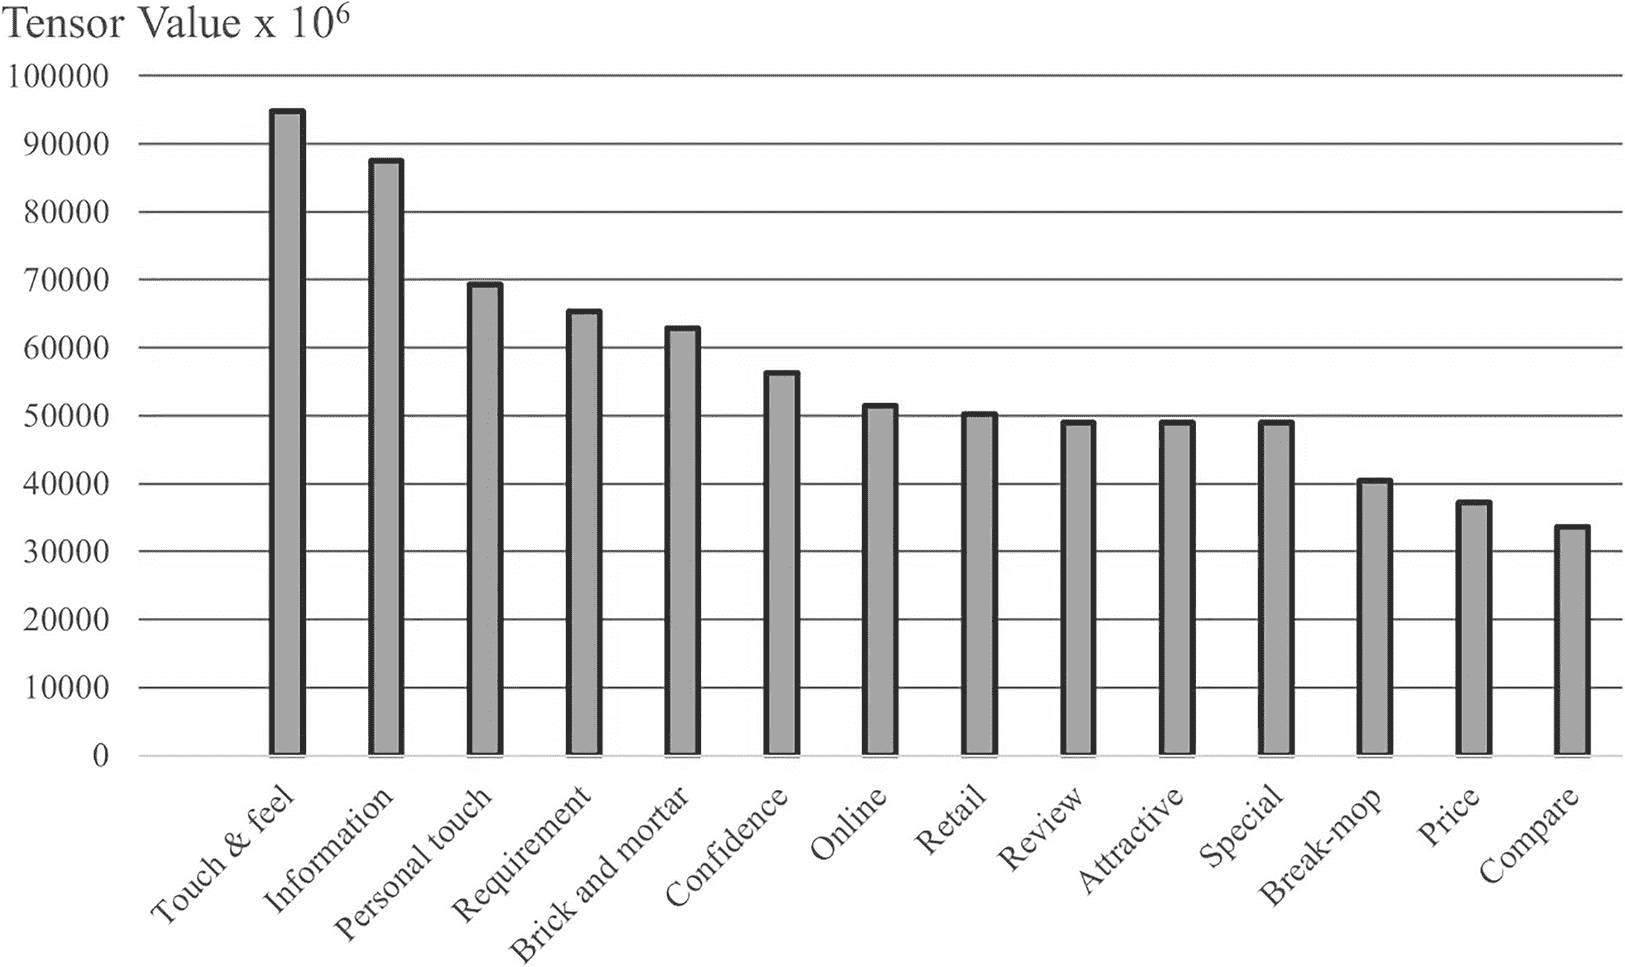 Tensor Value x 10⁶
100000
90000
80000
70000
60000
50000
40000
30000
20000
10000
0
Touch & feel
Information
Personal touch
Requirement
Brick and mortar
Confidence
Online
Retail
Review
Attractive
Special
Break-mop
Price
Compare